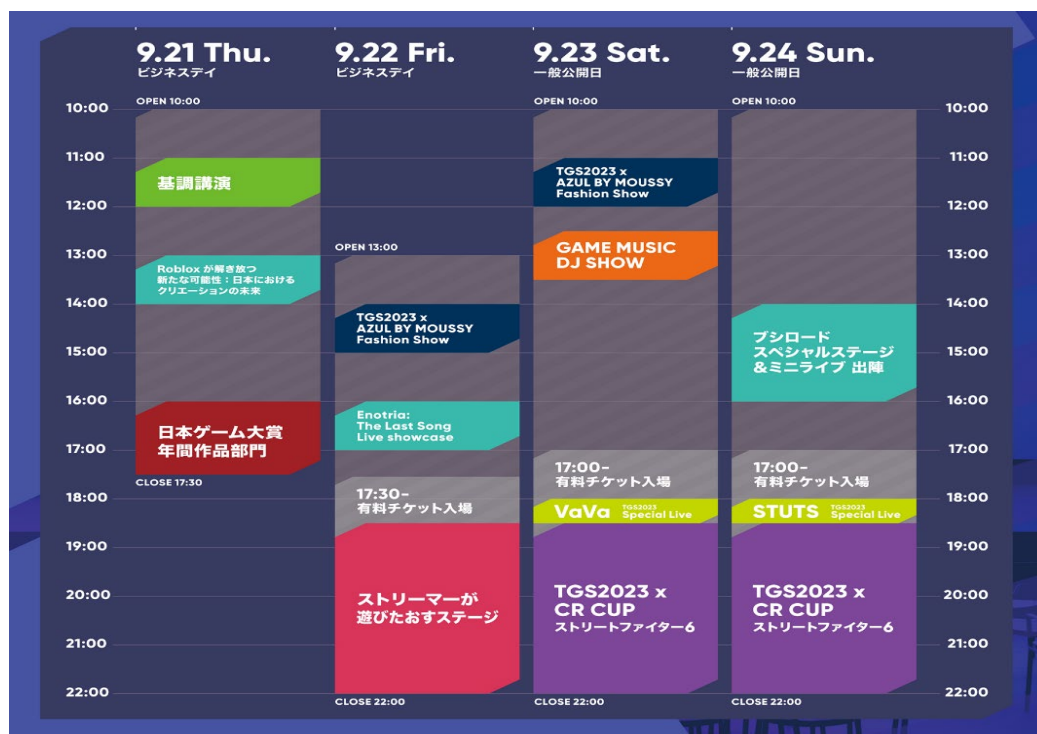 9.21 Thu.
ビジネスデイ
9.22 Fri.
ビジネスデイ
9.23 Sat.
一般公開日
9.24 Sun.
一般公開日
10:00
11:00
12:00
13:00
14:00
15:00
16:00
17:00
18:00
19:00
20:00
21:00
22:00
OPEN 10:00
基調講演
Roblox が解き放つ
新たな可能性：日本における
クリエーションの未来
日本ゲーム大賞
年間作品部門
CLOSE 17:30
OPEN 13:00
TGS2023 x
AZUL BY MOUSSY
Fashion Show
Enotria:
The Last Song
Live showcase
17:30-
有料チケット入場
ストリーマーが
遊びたおすステージ
CLOSE 22:00
OPEN 10:00
TGS2023 x
AZUL BY MOUSSY
Fashion Show
GAME MUSIC
DJ SHOW
17:00-
有料チケット入場
VaVa TGS2023 Special Live
TGS2023 x
CR CUP
ストリートファイター6
CLOSE 22:00
OPEN 10:00
ブシロード
スペシャルステージ
&ミニライブ 出陣
17:00-
有料チケット入場
STUTS TGS2023 Special Live
TGS2023 x
CR CUP
ストリートファイター6
CLOSE 22:00
10:00
11:00
12:00
13:00
14:00
15:00
16:00
17:00
18:00
19:00
20:00
21:00
22:00